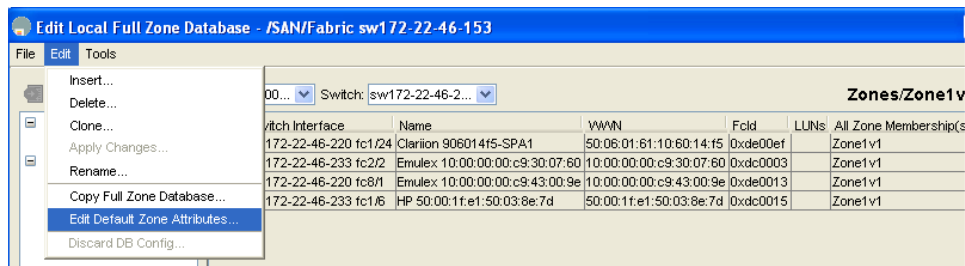 Edit Local Full Zone Database - /SAN/Fabric sw172-22-46-153
File Edit Tools
Insert...
Delete...
Clone...
Apply Changes...
Rename...
Copy Full Zone Database...
Edit Default Zone Attributes...
Discard DB Config...
00... Switch: sw172-22-46-2... Zones/Zone1v
Interface Name WWN FcId LUNs All Zone Membership(s
172-22-46-220 fc1/24 Clariion 906014f5-SPA1 50:06:01:61:10:60:14:f5 0xde00ef Zone1v1
172-22-46-233 fc2/2 Emulex 10:00:00:00:c9:30:07:60 10:00:00:00:c9:30:07:60 0xdc0003 Zone1v1
172-22-46-220 fc8/1 Emulex 10:00:00:00:c9:43:00:9e 10:00:00:00:c9:43:00:9e 0xde0013 Zone1v1
172-22-46-233 fc1/6 HP 50:00:1f:e1:50:03:8e:7d 50:00:1f:e1:50:03:8e:7d 0xdc0015 Zone1v1